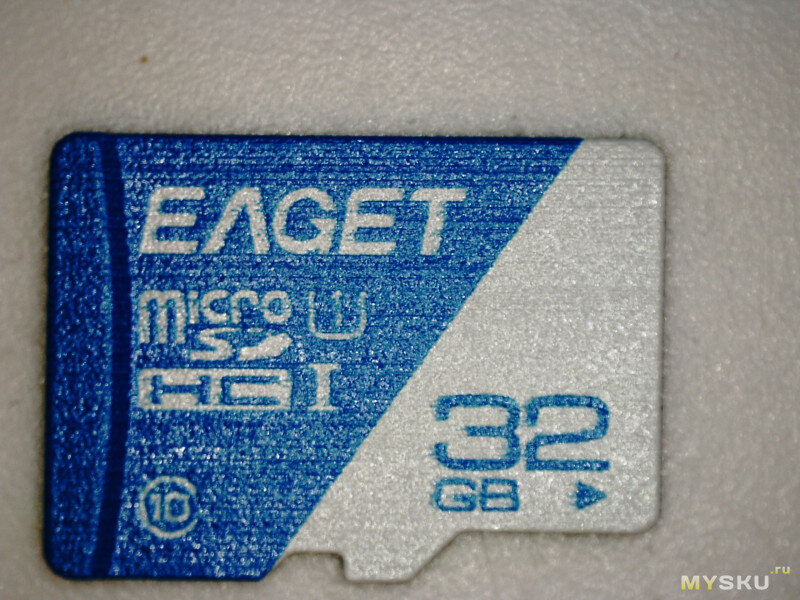 EAGET
micro
SD
HC I
U1
32
GB
10
MYSKU.ru